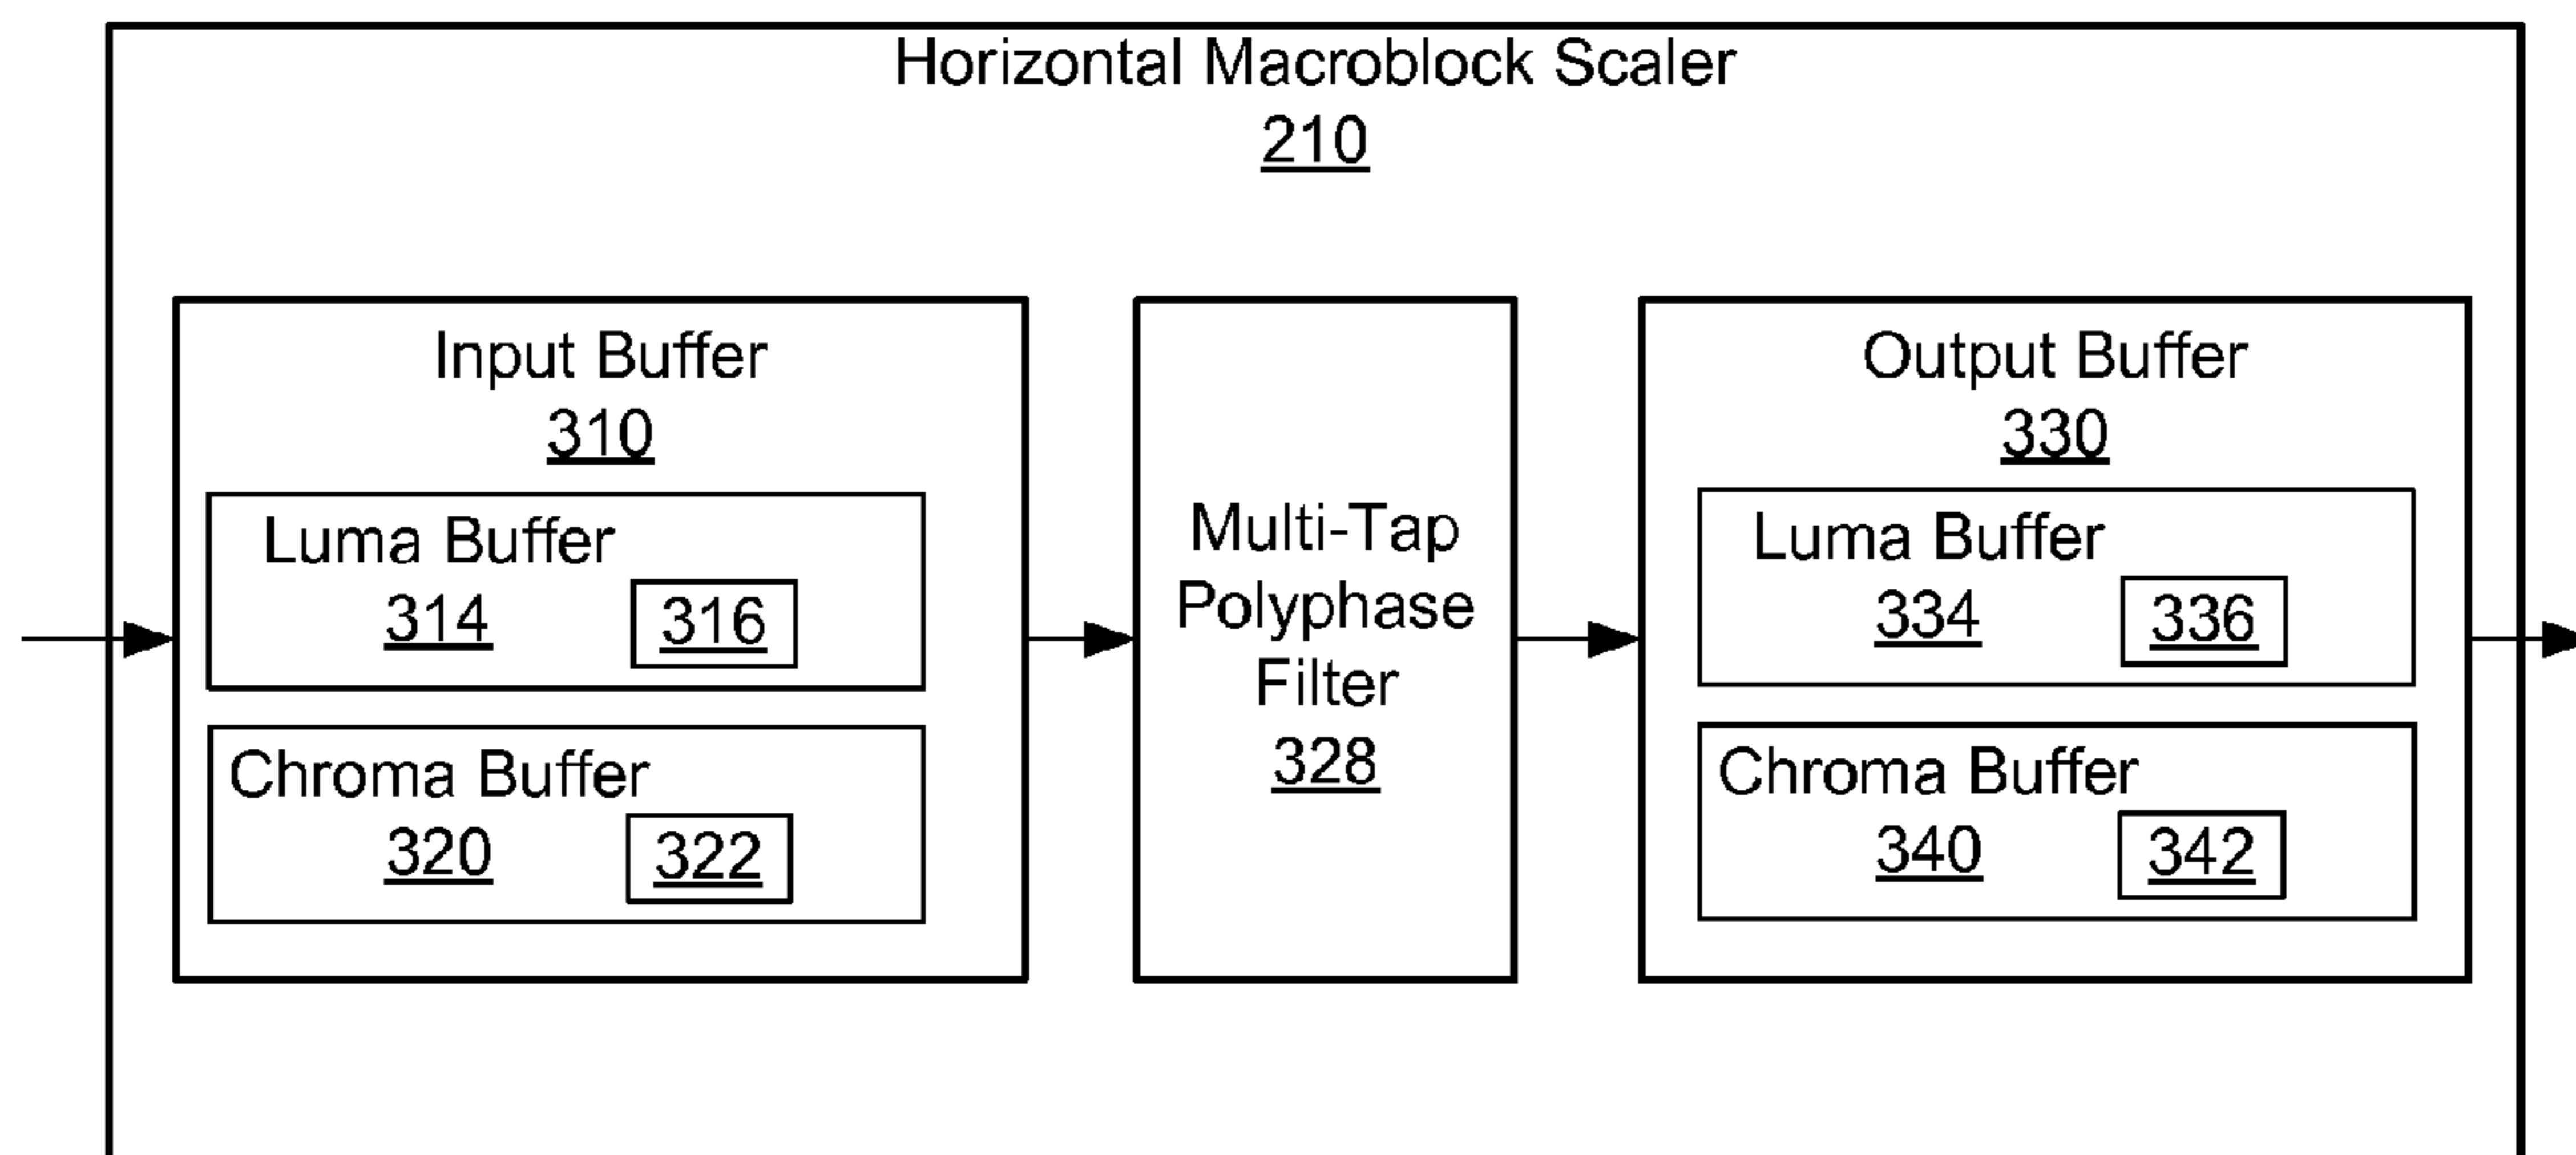 Horizontal Macroblock Scaler
210
Input Buffer
310
Luma Buffer
314
316
Chroma Buffer
320
322
Multi-Tap
Polyphase
Filter
328
Output Buffer
330
Luma Buffer
334
336
Chroma Buffer
340
342